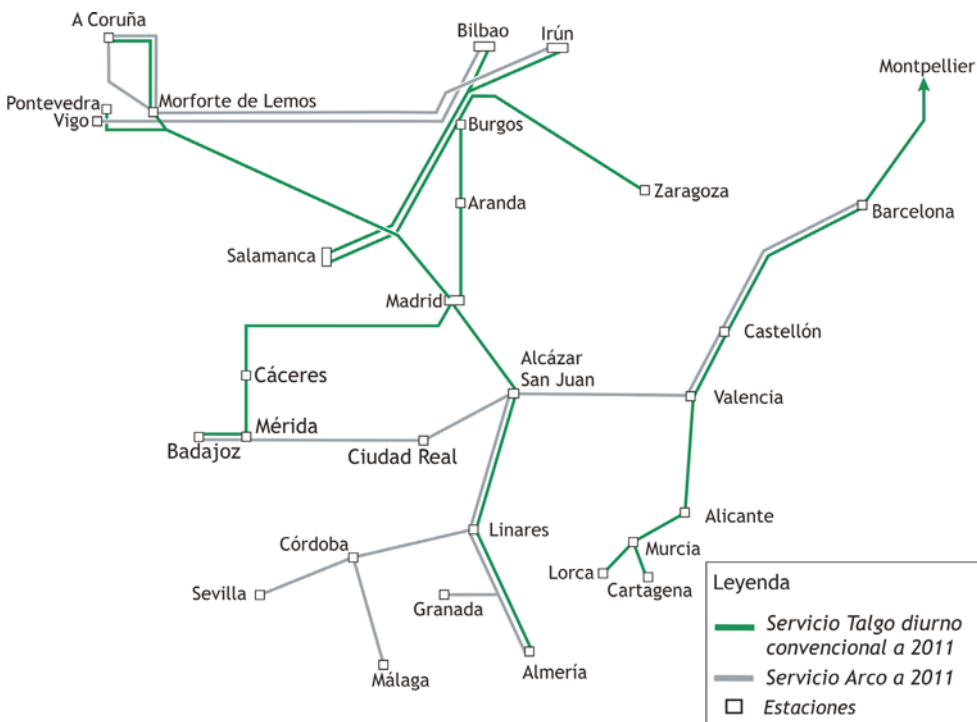 A Coruña
Bilbao
Irún
Montpellier
Pontevedra
Vigo
Morforte de Lemos
Burgos
Zaragoza
Aranda
Barcelona
Salamanca
Madrid
Castellón
Alcázar
San Juan
Cáceres
Valencia
Mérida
Badajoz
Ciudad Real
Alicante
Linares
Córdoba
Murcia
Lorca
Cartagena
Sevilla
Granada
Almería
Málaga
Leyenda
Servicio Talgo diurno
convencional a 2011
Servicio Arco a 2011
Estaciones